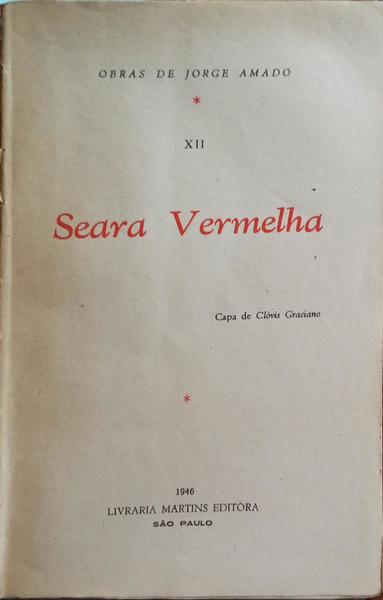 OBRAS DE JORGE AMADO
*
XII
Seara Vermelha
Capa de Clóvis Graciano
*
1946
LIVRARIA MARTINS EDITÔRA
SÃO PAULO